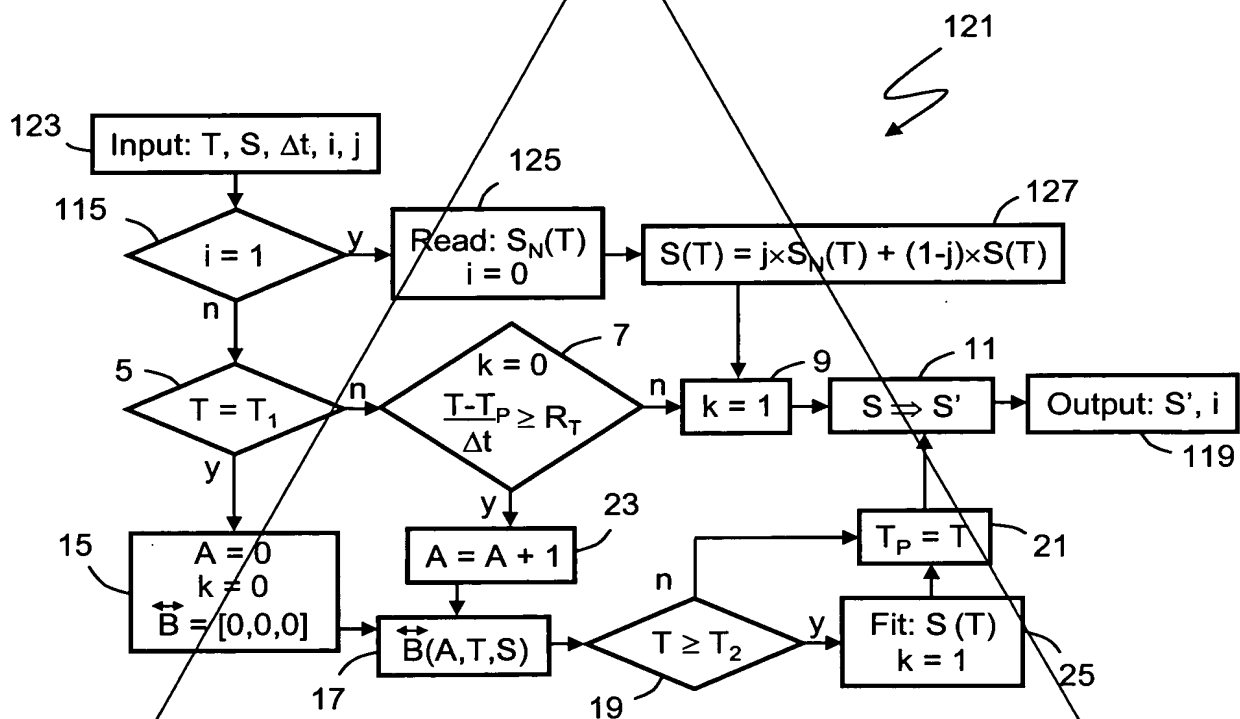 121
123
Input: T, S, Δt, i, j
115
i = 1
y
n
125
Read: S_N(T)
i = 0
127
S(T) = j×S_N(T) + (1-j)×S(T)
5
T = T_1
n
y
7
k = 0
T-T_P
Δt
≥ R_T
n
y
9
k = 1
11
S ⇒ S'
Output: S', i
119
15
A = 0
k = 0
B = [0,0,0]
23
A = A + 1
17
B(A,T,S)
19
T ≥ T_2
n
y
T_P = T
21
Fit: S (T)
k = 1
25